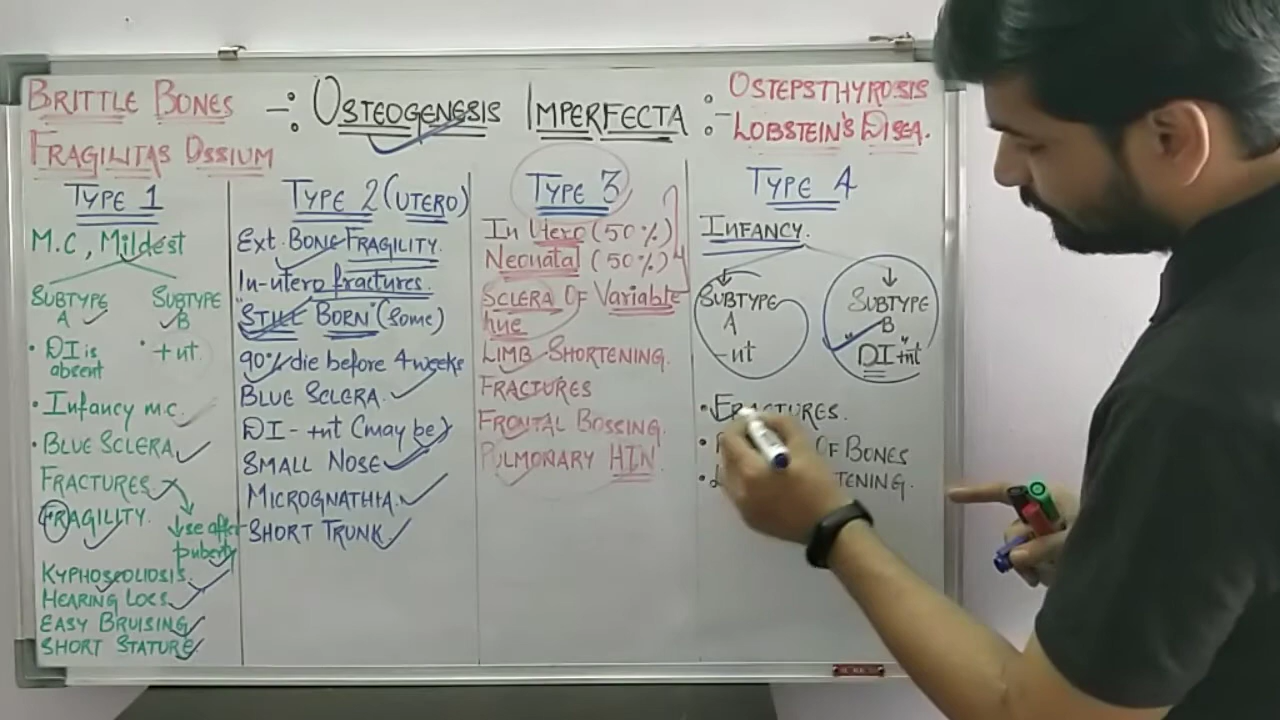 BRITTLE BONES -: OSTEOGENESIS IMPERFECTA :- OSTEPSTHYROSIS
FRAGILITAS OSSIUM
LOBSTEIN'S DISEA.
TYPE 1
M.C, Mildest
SUBTYPE A
SUBTYPE B
• DI is absent
• +nt
• Infancy m.c.
• BLUE SCLERA
FRACTURES
FRAGILITY.
↓se after puberty
KYPHOSCOLIOSIS.
HEARING LOSS
EASY BRUISING
SHORT STATURE
TYPE 2 (UTERO)
Ext. BONE FRAGILITY.
In-utero fractures.
"STILL BORN" (Some)
90% die before 4 weeks
BLUE SCLERA.
DI - +nt (may be)
SMALL NOSE
MICROGNATHIA.
SHORT TRUNK
TYPE 3
In Utero (50%)
Neonatal (50%)
SCLERA OF Variable
hue
LIMB SHORTENING.
FRACTURES
FRONTAL BOSSING.
PULMONARY HTN.
TYPE 4
INFANCY.
SUBTYPE
A
-nt
SUBTYPE
B
DI +nt
• FRACTURES.
• OF BONES
•